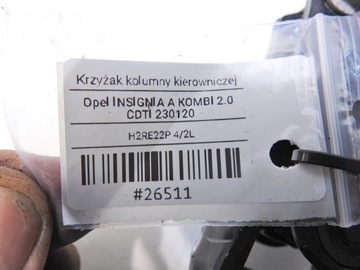 Krzyżak kolumny kierowniczej
Opel INSIGNIA A KOMBI 2.0
CDTI 230120
H2RE22P 4/2L
#26511